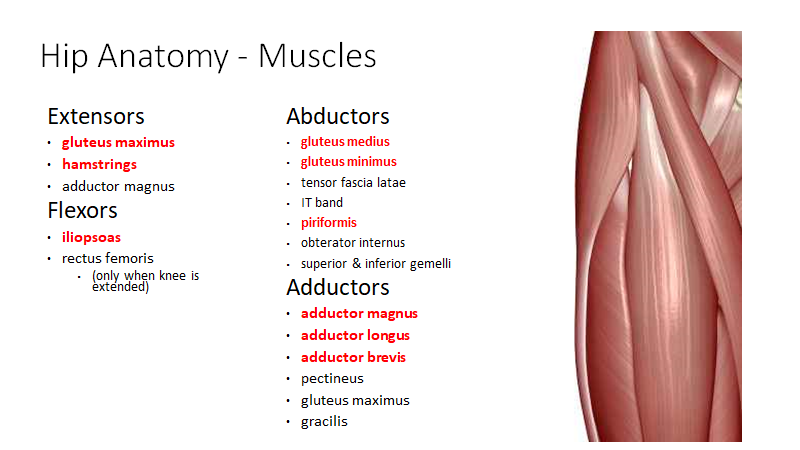 Hip Anatomy - Muscles
Extensors
• gluteus maximus
• hamstrings
• adductor magnus
Flexors
• iliopsoas
• rectus femoris
• (only when knee is
extended)
Abductors
• gluteus medius
• gluteus minimus
• tensor fascia latae
• IT band
• piriformis
• obterator internus
• superior & inferior gemelli
Adductors
• adductor magnus
• adductor longus
• adductor brevis
• pectineus
• gluteus maximus
• gracilis